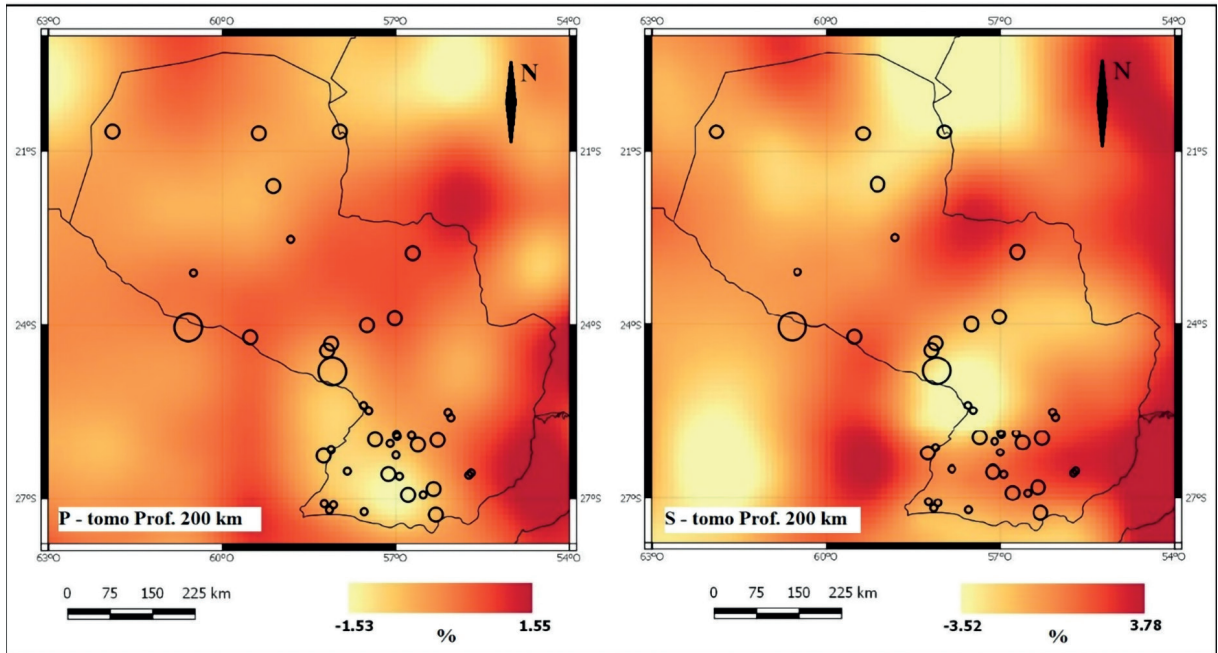 63°O 60°O 57°O 54°O
63°O 60°O 57°O 54°O
N
N
21°S 21°S 21°S 21°S
24°S 24°S 24°S 24°S
27°S 27°S 27°S 27°S
P - tomo Prof. 200 km
S - tomo Prof. 200 km
63°O 60°O 57°O 54°O
63°O 60°O 57°O 54°O
0 75 150 225 km
-1.53 1.55
%
0 75 150 225 km
-3.52 3.78
%